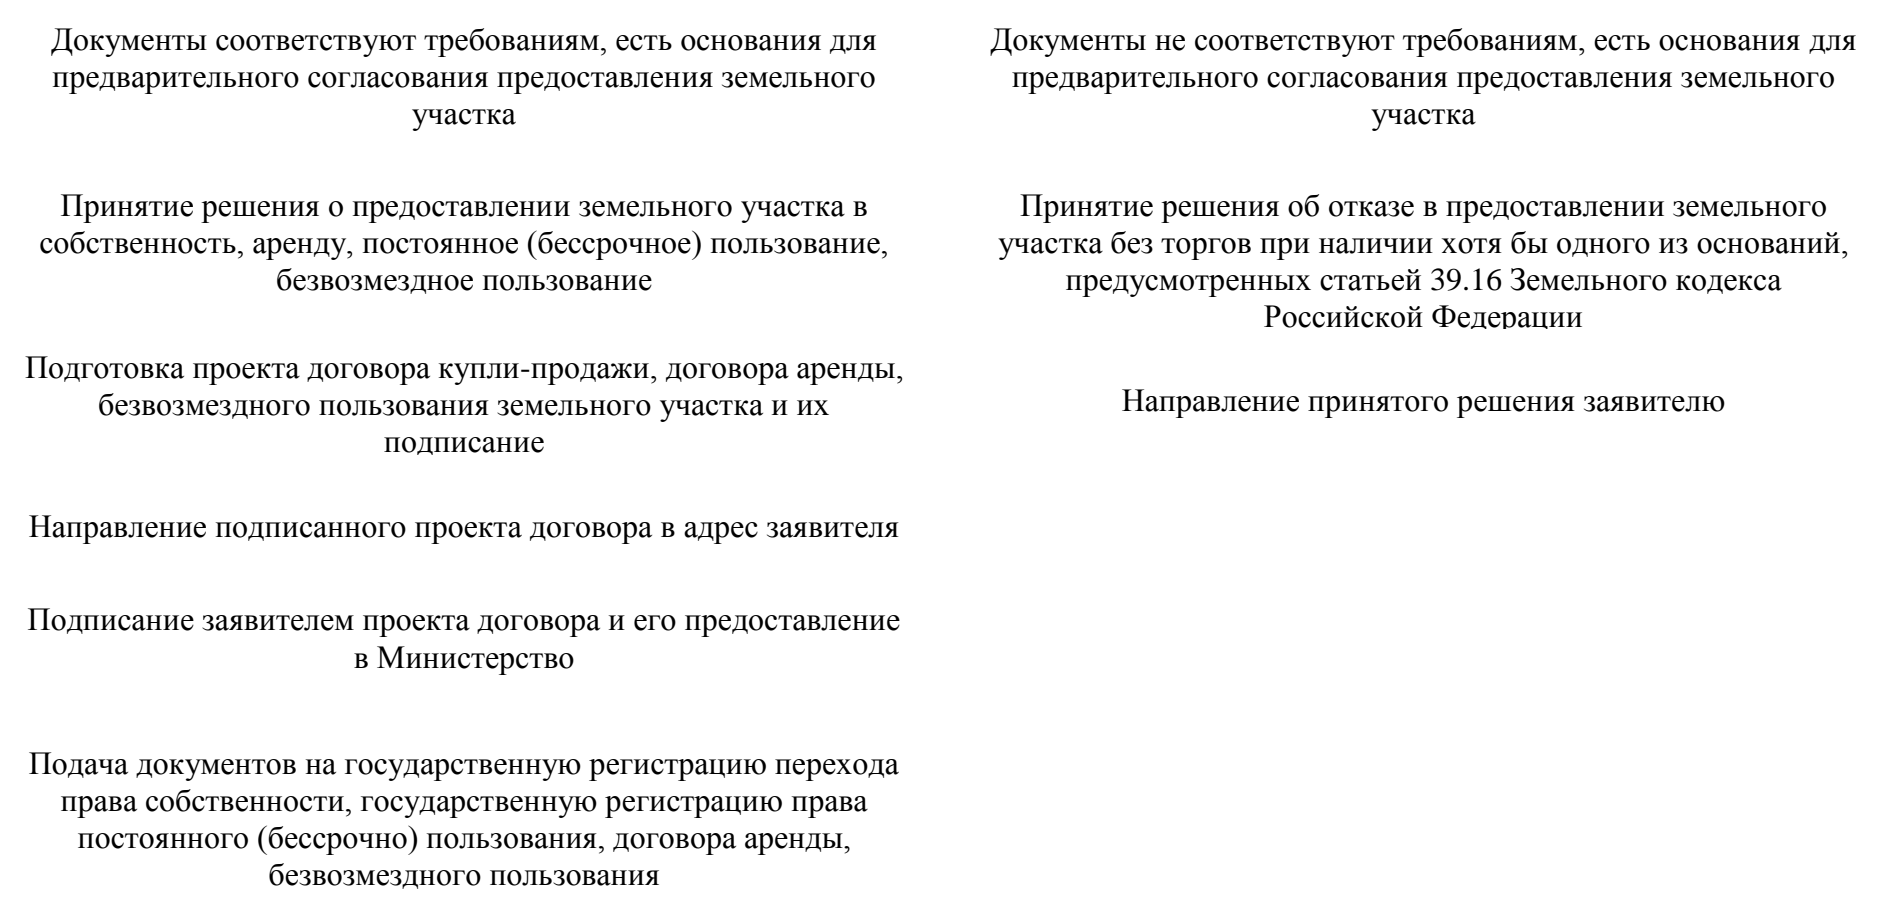 Документы соответствуют требованиям, есть основания для
предварительного согласования предоставления земельного
участка
Принятие решения о предоставлении земельного участка в
собственность, аренду, постоянное (бессрочное) пользование,
безвозмездное пользование
Подготовка проекта договора купли-продажи, договора аренды,
безвозмездного пользования земельного участка и их
подписание
Направление подписанного проекта договора в адрес заявителя
Подписание заявителем проекта договора и его предоставление
в Министерство
Подача документов на государственную регистрацию перехода
права собственности, государственную регистрацию права
постоянного (бессрочно) пользования, договора аренды,
безвозмездного пользования
Документы не соответствуют требованиям, есть основания для
предварительного согласования предоставления земельного
участка
Принятие решения об отказе в предоставлении земельного
участка без торгов при наличии хотя бы одного из оснований,
предусмотренных статьей 39.16 Земельного кодекса
Российской Федерации
Направление принятого решения заявителю